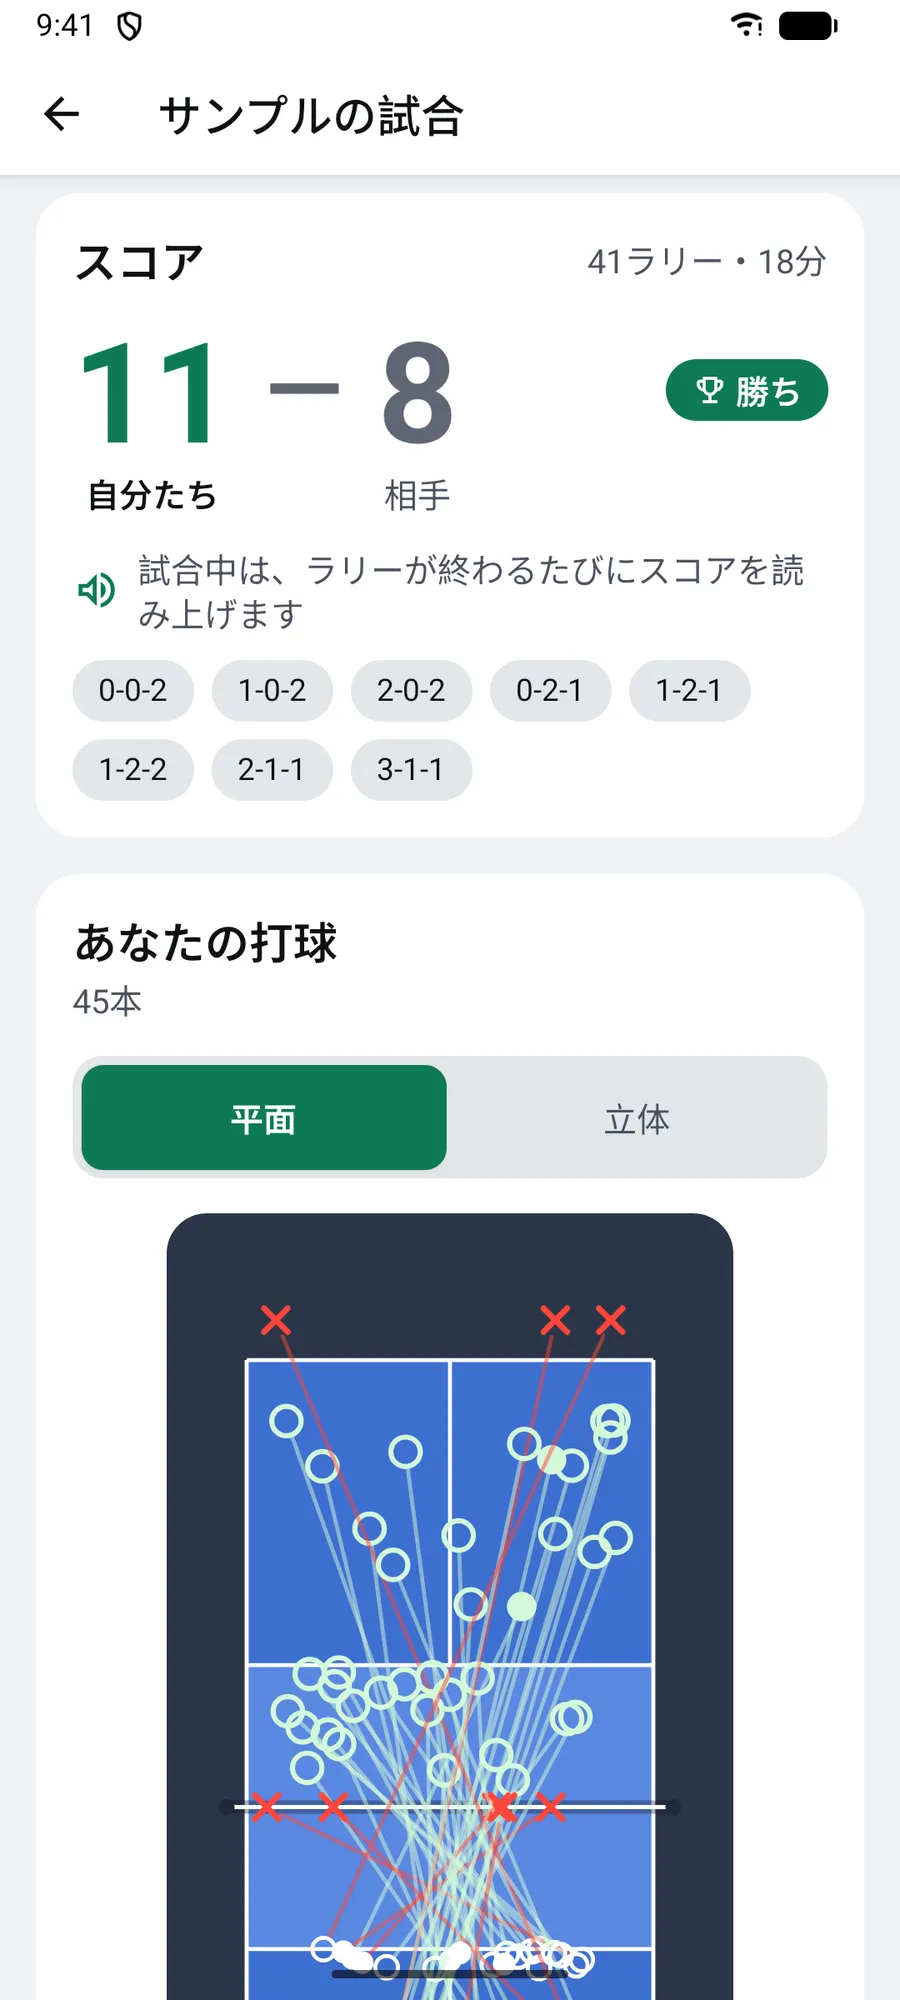 9:41
サンプルの試合
スコア
41ラリー・18分
11 – 8
勝ち
自分たち
相手
試合中は、ラリーが終わるたびにスコアを読
み上げます
0-0-2
1-0-2
2-0-2
0-2-1
1-2-1
1-2-2
2-1-1
3-1-1
あなたの打球
45本
平面
立体